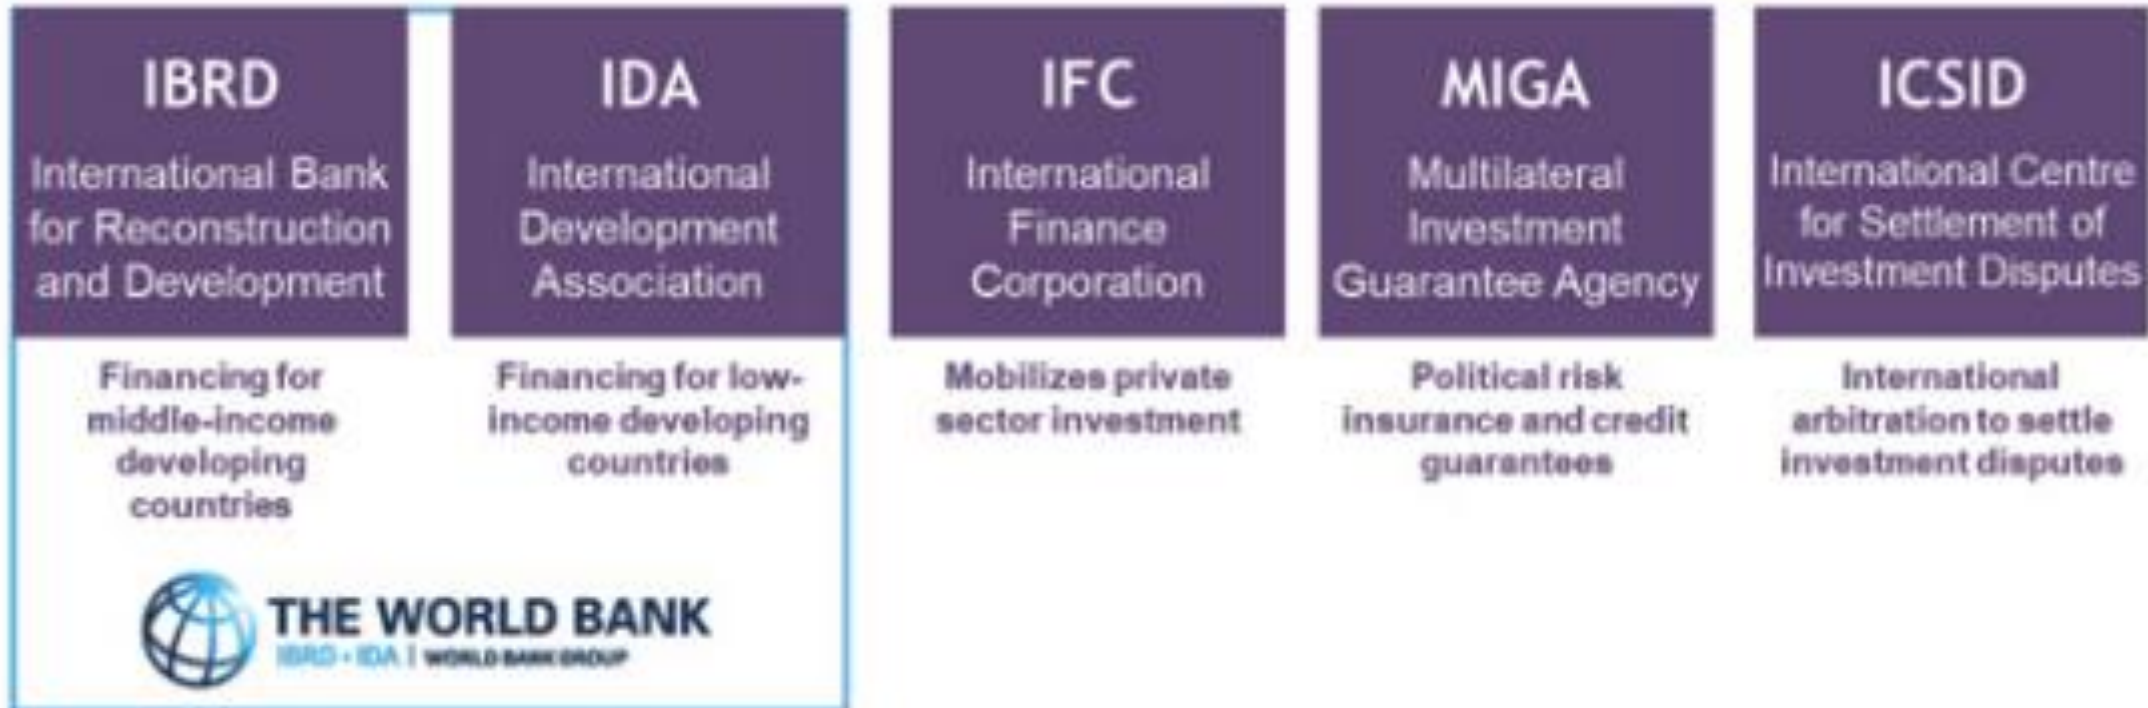 IBRD
International Bank
for Reconstruction
and Development
Financing for
middle-income
developing
countries
IDA
International
Development
Association
Financing for low-
income developing
countries
THE WORLD BANK
IBRD • IDA | WORLD BANK GROUP
IFC
International
Finance
Corporation
Mobilizes private
sector investment
MIGA
Multilateral
Investment
Guarantee Agency
Political risk
insurance and credit
guarantees
ICSID
International Centre
for Settlement of
Investment Disputes
International
arbitration to settle
investment disputes